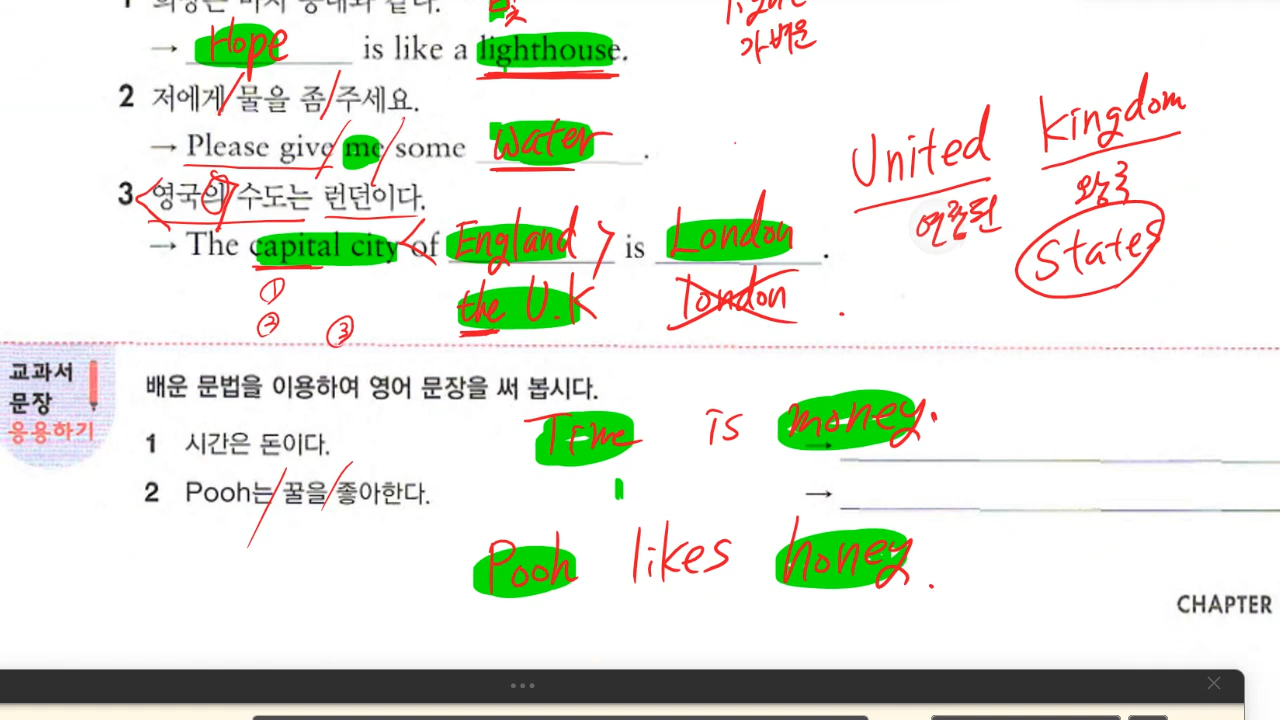 → Hope is like a lighthouse.
가벼운
2 저에게 / 물을 좀 / 주세요.
→ Please give / me / some water .
United Kingdom
연합된 왕국
States
3 <영국의> 수도는 런던이다.
→ The capital city <of England> is London .
the U.K london .
① ② ③
교과서
문장
응용하기
배운 문법을 이용하여 영어 문장을 써 봅시다.
1 시간은 돈이다. Time is money. →
2 Pooh는 / 꿀을 / 좋아한다. →
Pooh likes honey.
CHAPTER